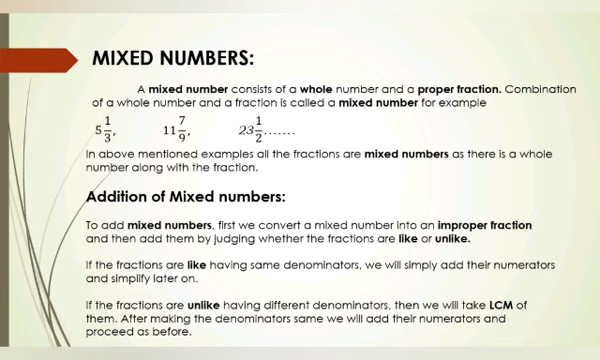 MIXED NUMBERS:
A mixed number consists of a whole number and a proper fraction. Combination
of a whole number and a fraction is called a mixed number for example
5 1/3, 11 7/9, 23 1/2.......
In above mentioned examples all the fractions are mixed numbers as there is a whole
number along with the fraction.
Addition of Mixed numbers:
To add mixed numbers, first we convert a mixed number into an improper fraction
and then add them by judging whether the fractions are like or unlike.
If the fractions are like having same denominators, we will simply add their numerators
and simplify later on.
If the fractions are unlike having different denominators, then we will take LCM of
them. After making the denominators same we will add their numerators and
proceed as before.